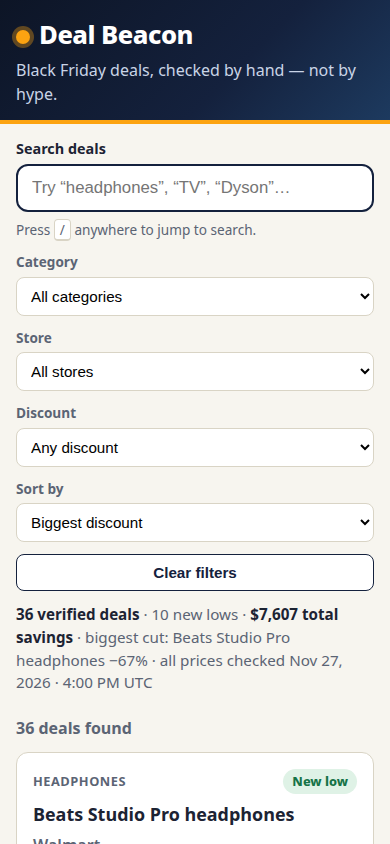 Deal Beacon
Black Friday deals, checked by hand — not by
hype.
Search deals
Try “headphones”, “TV”, “Dyson”…
Press / anywhere to jump to search.
Category
All categories
Store
All stores
Discount
Any discount
Sort by
Biggest discount
Clear filters
36 verified deals · 10 new lows · $7,607 total
savings · biggest cut: Beats Studio Pro
headphones −67% · all prices checked Nov 27,
2026 · 4:00 PM UTC
36 deals found
HEADPHONES
New low
Beats Studio Pro headphones
Walmart